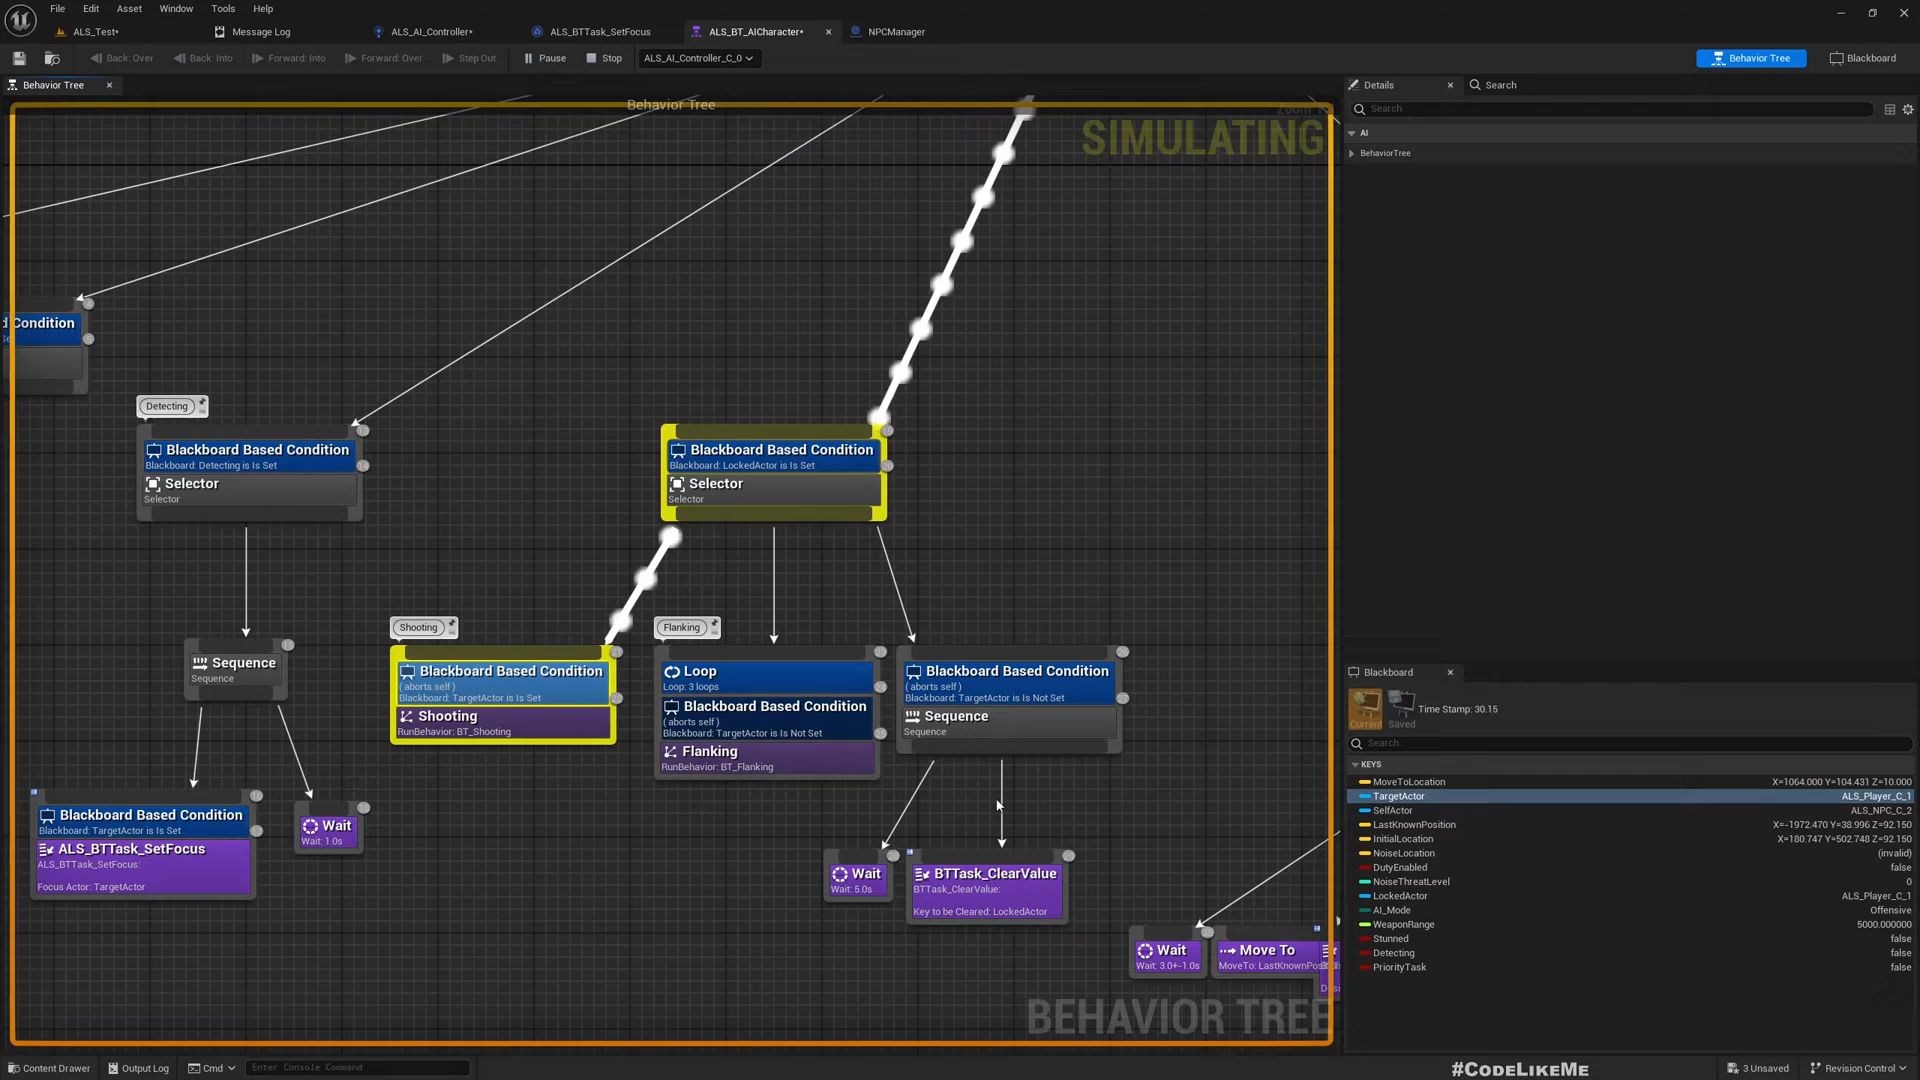 File Edit Asset Window Tools Help
ALS_Test* Message Log ALS_AI_Controller* ALS_BTTask_SetFocus ALS_BT_AICharacter* NPCManager
Back: Over Back: Into Forward: Into Forward: Over Step Out Pause Stop ALS_AI_Controller_C_0 Behavior Tree Blackboard
Behavior Tree
Details Search
Search
Behavior Tree
SIMULATING
AI
BehaviorTree
d Condition
Detecting
Blackboard Based Condition
Blackboard: Detecting is Is Set
Selector
Selector
Blackboard Based Condition
Blackboard: LockedActor is Is Set
Selector
Selector
Sequence
Sequence
Shooting
Blackboard Based Condition
( aborts self )
Blackboard: TargetActor is Is Set
Shooting
RunBehavior: BT_Shooting
Flanking
Loop
Loop: 3 loops
Blackboard Based Condition
( aborts self )
Blackboard: TargetActor is Is Not Set
Flanking
RunBehavior: BT_Flanking
Blackboard Based Condition
( aborts self )
Blackboard: TargetActor is Is Not Set
Sequence
Sequence
Blackboard Based Condition
Blackboard: TargetActor is Is Set
ALS_BTTask_SetFocus
ALS_BTTask_SetFocus:
Focus Actor: TargetActor
Wait
Wait: 1.0s
Wait
Wait: 5.0s
BTTask_ClearValue
BTTask_ClearValue:
Key to be Cleared: LockedActor
Wait
Wait: 3.0+-1.0s
Move To
MoveTo: LastKnownPos
BEHAVIOR TREE
Blackboard
Current Saved Time Stamp: 30.15
Search
KEYS
MoveToLocation X=1064.000 Y=104.431 Z=10.000
TargetActor ALS_Player_C_1
SelfActor ALS_NPC_C_2
LastKnownPosition X=-1972.470 Y=38.996 Z=92.150
InitialLocation X=180.747 Y=502.748 Z=92.150
NoiseLocation (invalid)
DutyEnabled false
NoiseThreatLevel 0
LockedActor ALS_Player_C_1
AI_Mode Offensive
WeaponRange 5000.000000
Stunned false
Detecting false
PriorityTask false
Content Drawer Output Log Cmd Enter Console Command #CodeLikeMe 3 Unsaved Revision Control